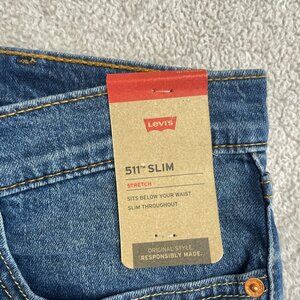 Levi's
511™ SLIM
STRETCH
SITS BELOW YOUR WAIST
SLIM THROUGHOUT
ORIGINAL STYLE.
RESPONSIBLY MADE.